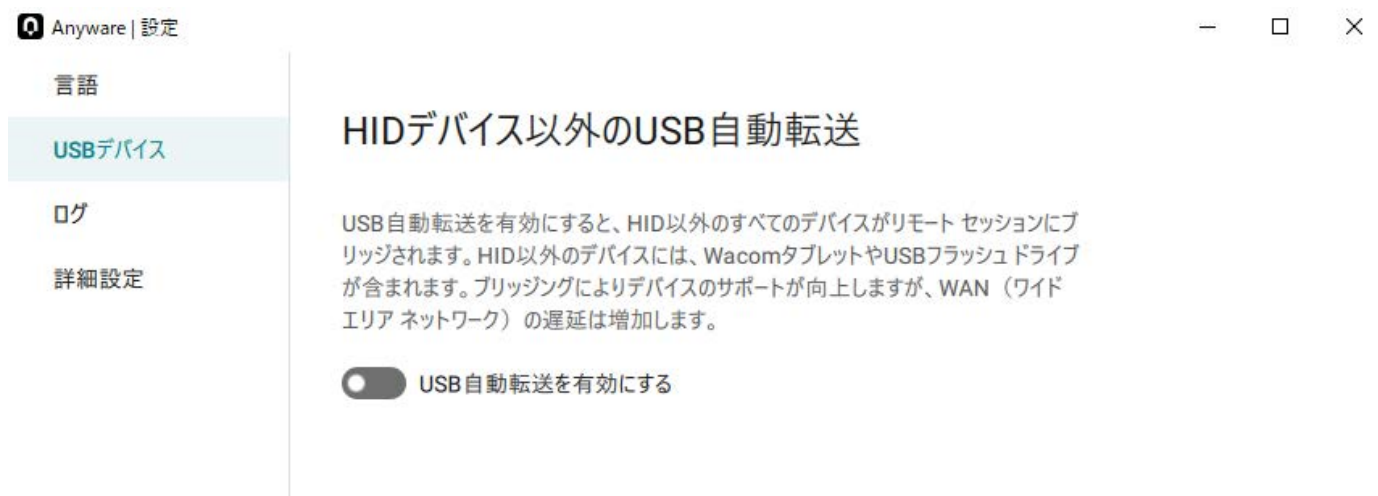 Anyware | 設定
言語
USBデバイス
ログ
詳細設定
HIDデバイス以外のUSB自動転送
USB自動転送を有効にすると、HID以外のすべてのデバイスがリモート セッションにブ
リッジされます。HID以外のデバイスには、WacomタブレットやUSBフラッシュ ドライブ
が含まれます。ブリッジングによりデバイスのサポートが向上しますが、WAN（ワイド
エリア ネットワーク）の遅延は増加します。
USB自動転送を有効にする